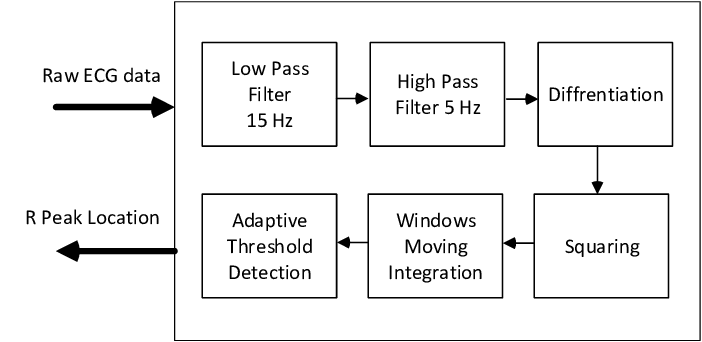 Raw ECG data
Low Pass
Filter
15 Hz
High Pass
Filter 5 Hz
Diffrentiation
R Peak Location
Adaptive
Threshold
Detection
Windows
Moving
Integration
Squaring